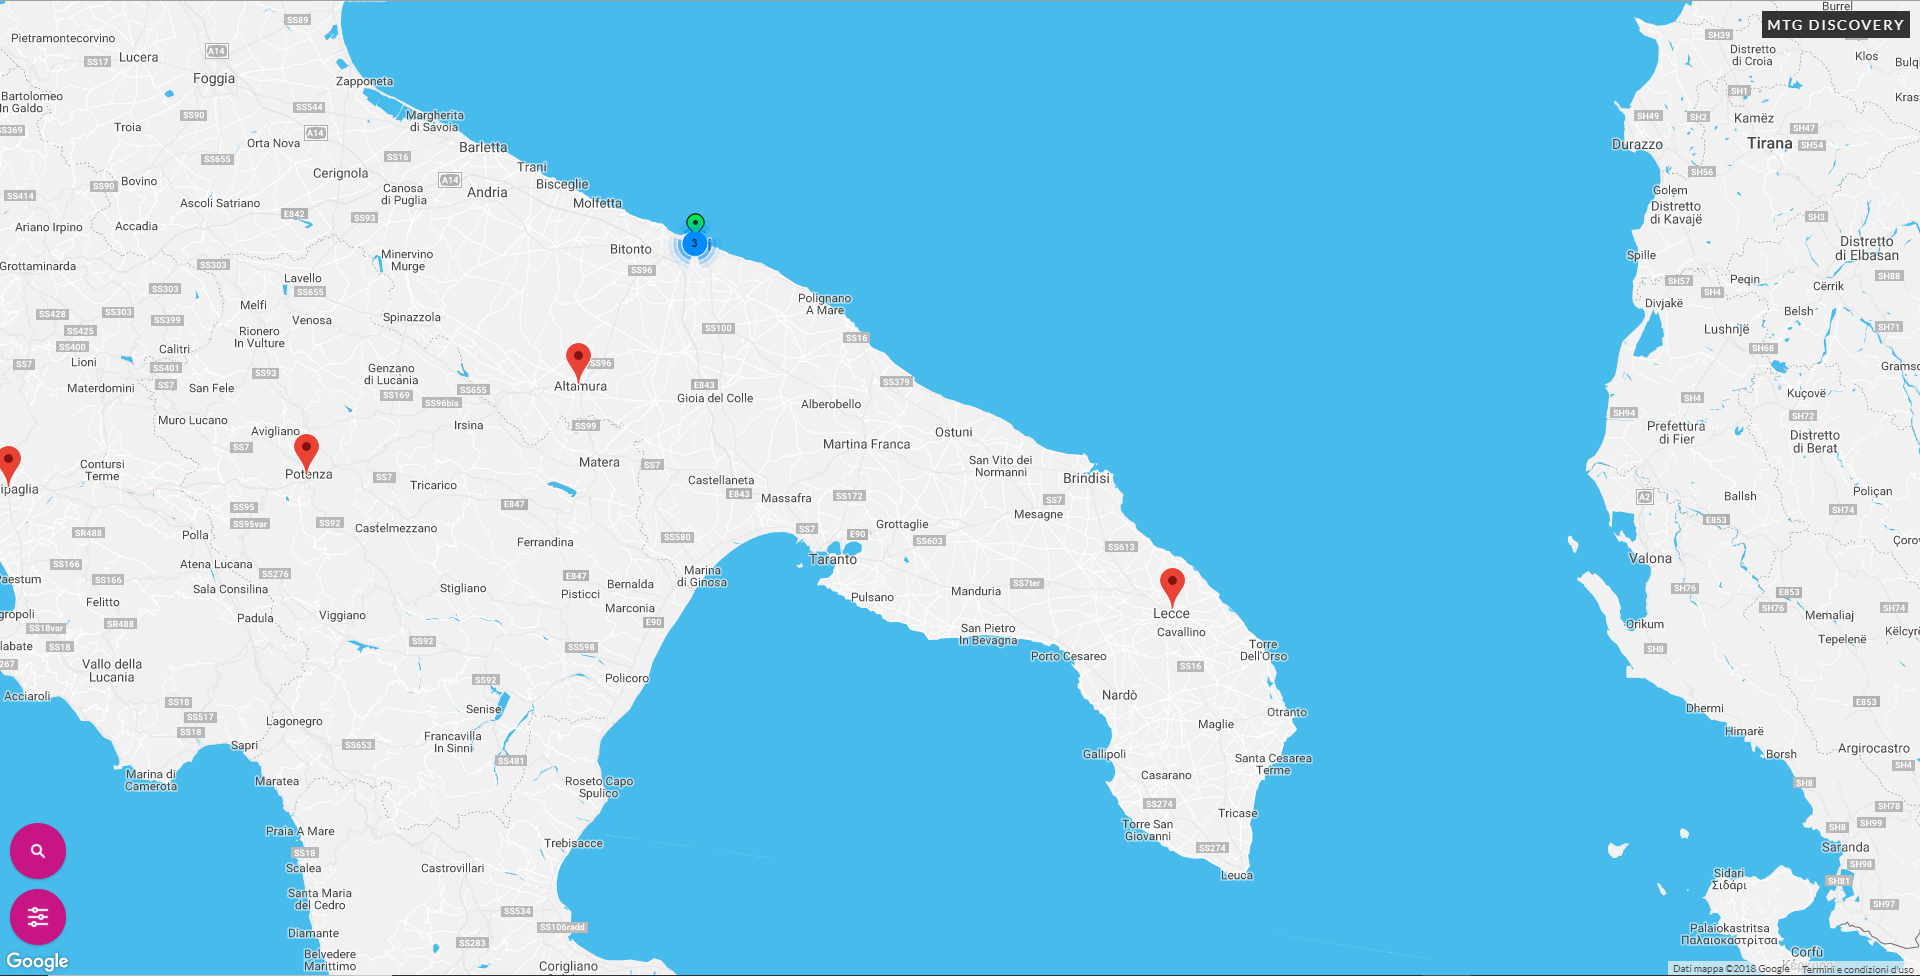 Burrel
MTG DISCOVERY
SS89
Pietramontecorvino
SH39
A14
Distretto
di Croia
Lucera
SS17
Klos
Bulqi
Foggia
Zapponeta
SH1
Bartolomeo
In Galdo
Kras
SS544
SS90
Margherita
di Savoia
SH49
SH2
Kamëz
Troia
SS369
A14
SH47
Orta Nova
Barletta
Durazzo
Tirana
SH54
SS655
SS16
Trani
Cerignola
SH56
Bovino
SS90
A14
Bisceglie
Canosa
di Puglia
Andria
Golem
SS414
Ascoli Satriano
Molfetta
Distretto
di Kavajë
E842
SS93
SH3
Ariano Irpino
Accadia
3
Bitonto
Distretto
di Elbasan
Minervino
Murge
Spille
Grottaminarda
SS303
SS96
Lavello
SH57
Peqin
SH88
SS303
SS655
SH4
Cërrik
Melfi
Polignano
A Mare
Divjakë
SS428
SS303
SS399
Venosa
Spinazzola
Belsh
SS425
Rionero
In Vulture
SS100
Lushnjë
SH71
SS400
Calitri
SS16
SH68
Lioni
SS7
SS401
SS93
SS96
Genzano
di Lucania
Gramsc
SS7
Materdomini
San Fele
Altamura
E843
SS379
SS655
SS169
SS96bis
Gioia del Colle
Kuçovë
SH4
Alberobello
SH94
SH72
Muro Lucano
Irsina
SS99
Avigliano
Ostuni
Prefettura
di Fier
Distretto
di Berat
SS7
Martina Franca
Contursi
Terme
Matera
SS7
San Vito dei
Normanni
Potenza
SS7
Castellaneta
Brindisi
ipaglia
Tricarico
E843
Massafra
SS172
SS7
A2
Ballsh
Poliçan
SS95
E847
Mesagne
SH74
SS95var
SS92
Castelmezzano
Grottaglie
E853
SR488
Polla
SS7
E90
SS580
SS603
Ferrandina
SS613
Çoro
Atena Lucana
Taranto
Valona
SS166
SS276
Marina
di Ginosa
Paestum
SS166
E847
Bernalda
SS7ter
Sala Consilina
Stigliano
Pisticci
Manduria
SH76
E853
Felitto
Pulsano
Marconia
SH76
SH74
gropoli
Viggiano
Lecce
Memaliaj
Padula
SR488
E90
Orikum
SS18var
San Pietro
In Bevagna
Cavallino
Këlcyr
Tepelenë
SS92
SS18
SS598
Torre
Dell'Orso
SH8
labate
Porto Cesareo
267
Vallo della
Lucania
SS16
SS92
Policoro
Acciaroli
Nardò
SS18
E853
Senise
Dhermi
SS517
Lagonegro
Otranto
Maglie
SS18
Himarë
Francavilla
In Sinni
Sapri
SS653
Argirocastro
Gallipoli
Borsh
SS481
Santa Cesarea
Terme
SH4
Marina di
Camerota
Maratea
Roseto Capo
Spulico
Casarano
SH8
SS274
SH78
Tricase
SH99
Torre San
Giovanni
SH8
Praia A Mare
Trebisacce
SS274
Saranda
SS18
Scalea
Castrovillari
Leuca
SH98
Sidari
Σιδάρι
SH81
Santa Maria
del Cedro
SH97
SS534
SS106radd
Palaiokastritsa
Παλαιοκαστρίτσα
Diamante
SS283
Belvedere
Marittimo
Corfù
Google
Corigliano
Dati mappa ©2018 Google
Termini e condizioni d'uso